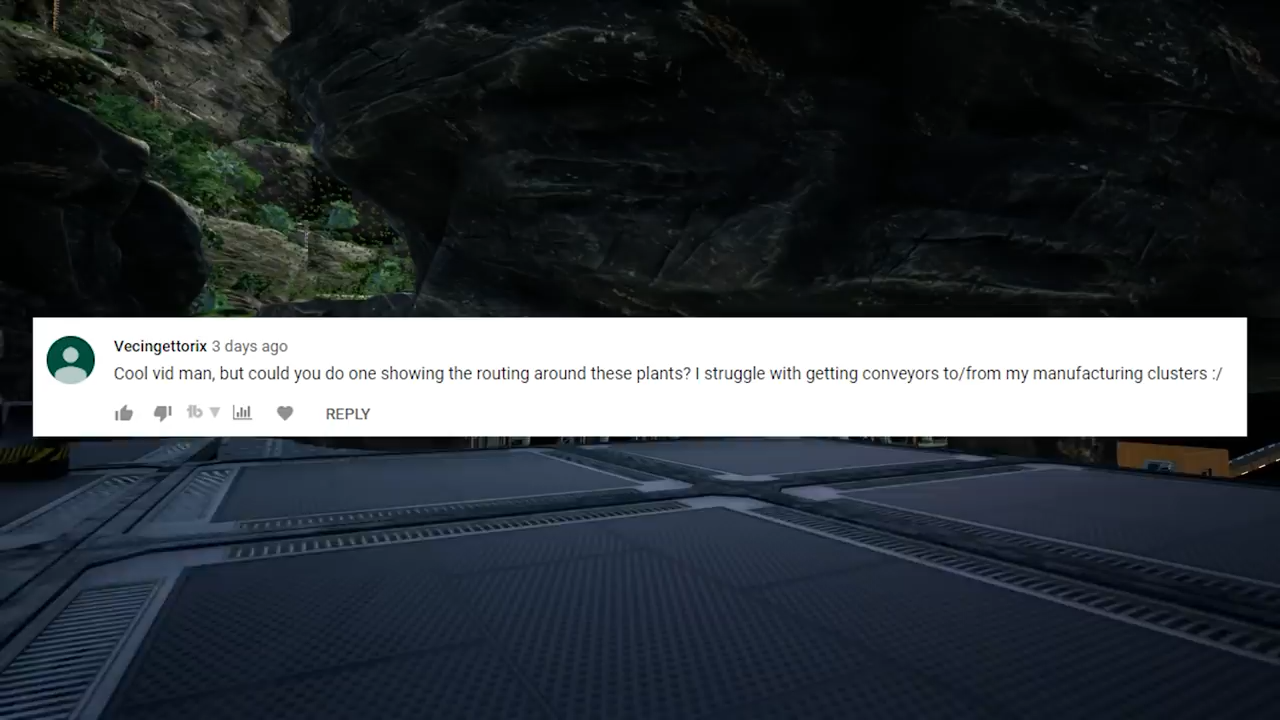 Vecingettorix 3 days ago
Cool vid man, but could you do one showing the routing around these plants? I struggle with getting conveyors to/from my manufacturing clusters :/
REPLY